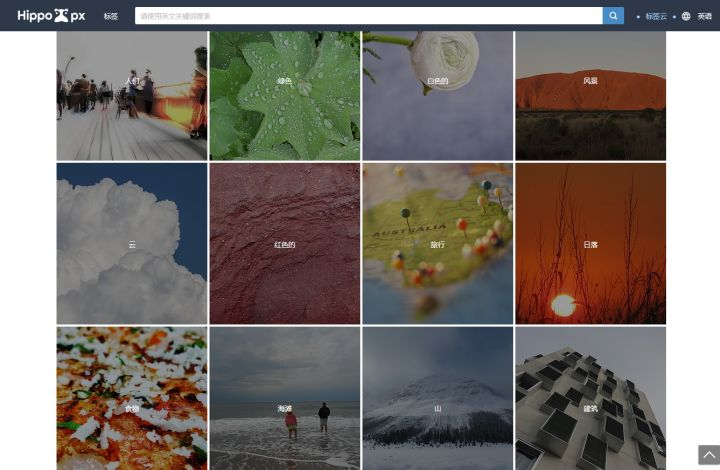 Hippo px
标签
请使用英文关键词搜索
标签云
英语
人们
绿色
白色的
风景
云
红色的
AUSTRALIA
旅行
日落
食物
海滩
山
建筑